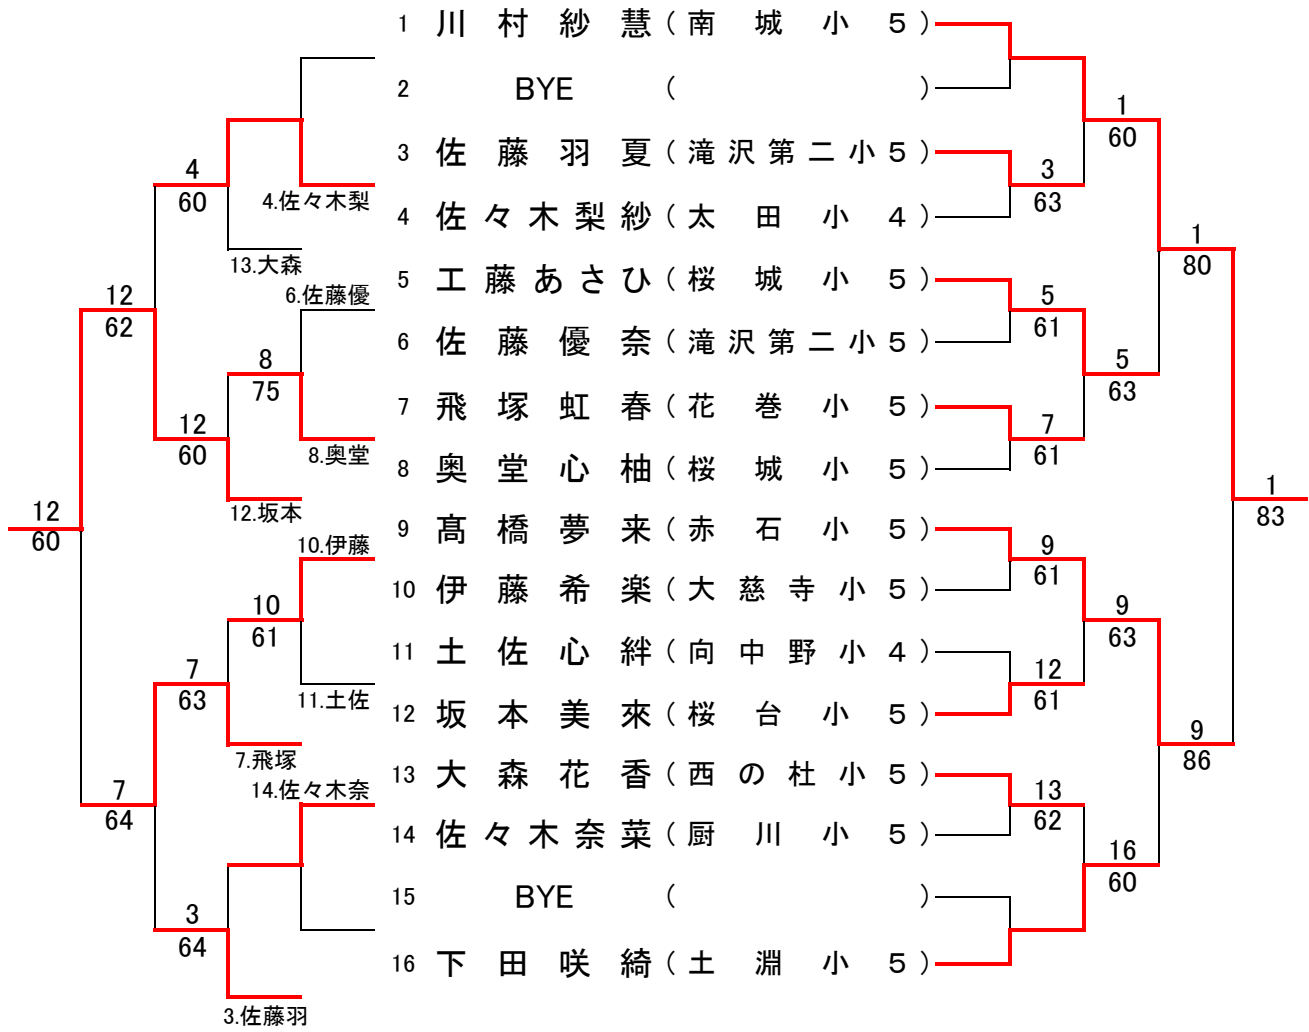 1 川村紗慧(南城小5)
2 BYE ( )
3 佐藤羽夏(滝沢第二小5)
4 佐々木梨紗(太田小4)
5 工藤あさひ(桜城小5)
6 佐藤優奈(滝沢第二小5)
7 飛塚虹春(花巻小5)
8 奥堂心柚(桜城小5)
9 髙橋夢来(赤石小5)
10 伊藤希楽(大慈寺小5)
11 土佐心絆(向中野小4)
12 坂本美來(桜台小5)
13 大森花香(西の杜小5)
14 佐々木奈菜(厨川小5)
15 BYE ( )
16 下田咲綺(土淵小5)
4
60
4.佐々木梨
13.大森
6.佐藤優
12
62
8
75
12
60
8.奥堂
12.坂本
12
60
10.伊藤
10
61
7
63
11.土佐
7.飛塚
14.佐々木奈
7
64
3
64
3.佐藤羽
1
60
3
63
1
80
5
61
5
63
7
61
1
83
9
61
9
63
12
61
9
86
13
62
16
60